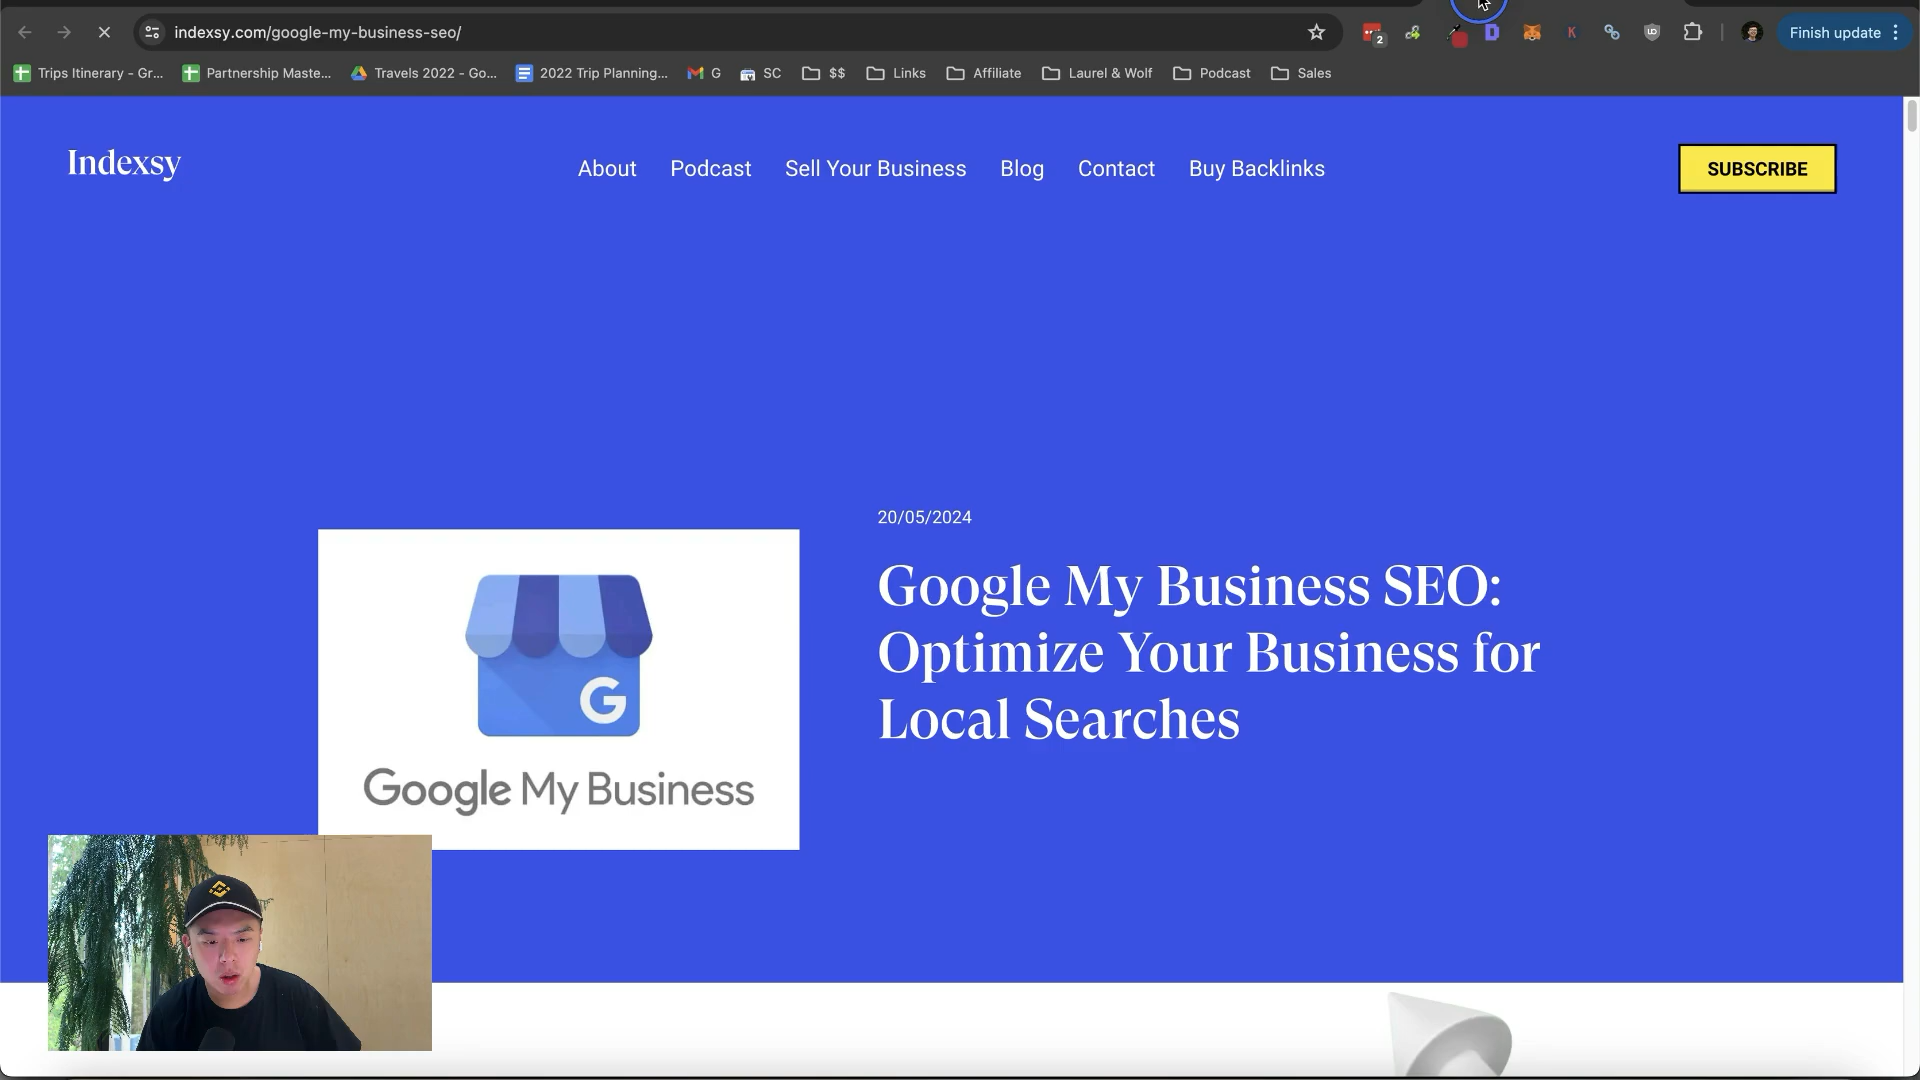 indexsy.com/google-my-business-seo/
2
Finish update
Trips Itinerary - Gr...
Partnership Maste...
Travels 2022 - Go...
2022 Trip Planning...
G
SC
$$
Links
Affiliate
Laurel & Wolf
Podcast
Sales
Indexsy
About
Podcast
Sell Your Business
Blog
Contact
Buy Backlinks
SUBSCRIBE
20/05/2024
Google My Business SEO:
Optimize Your Business for
Local Searches
G
Google My Business